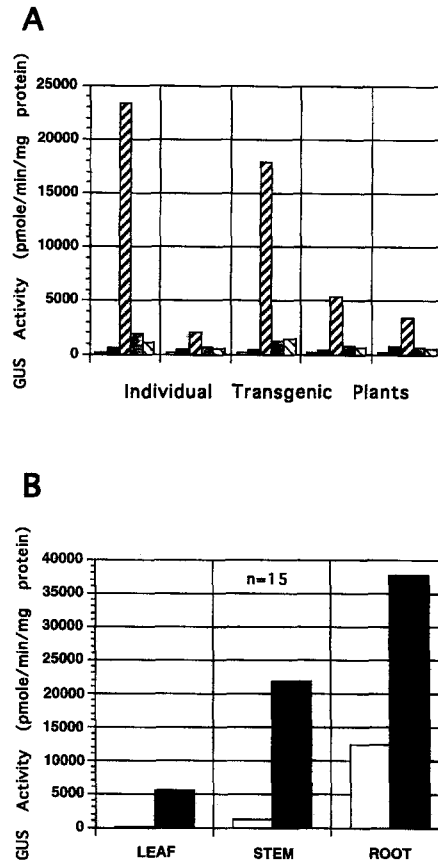 A
GUS Activity (pmole/min/mg protein)
25000
20000
15000
10000
5000
0
Individual Transgenic Plants
B
GUS Activity (pmole/min/mg protein)
40000
35000
30000
25000
20000
15000
10000
5000
0
n=15
LEAF STEM ROOT